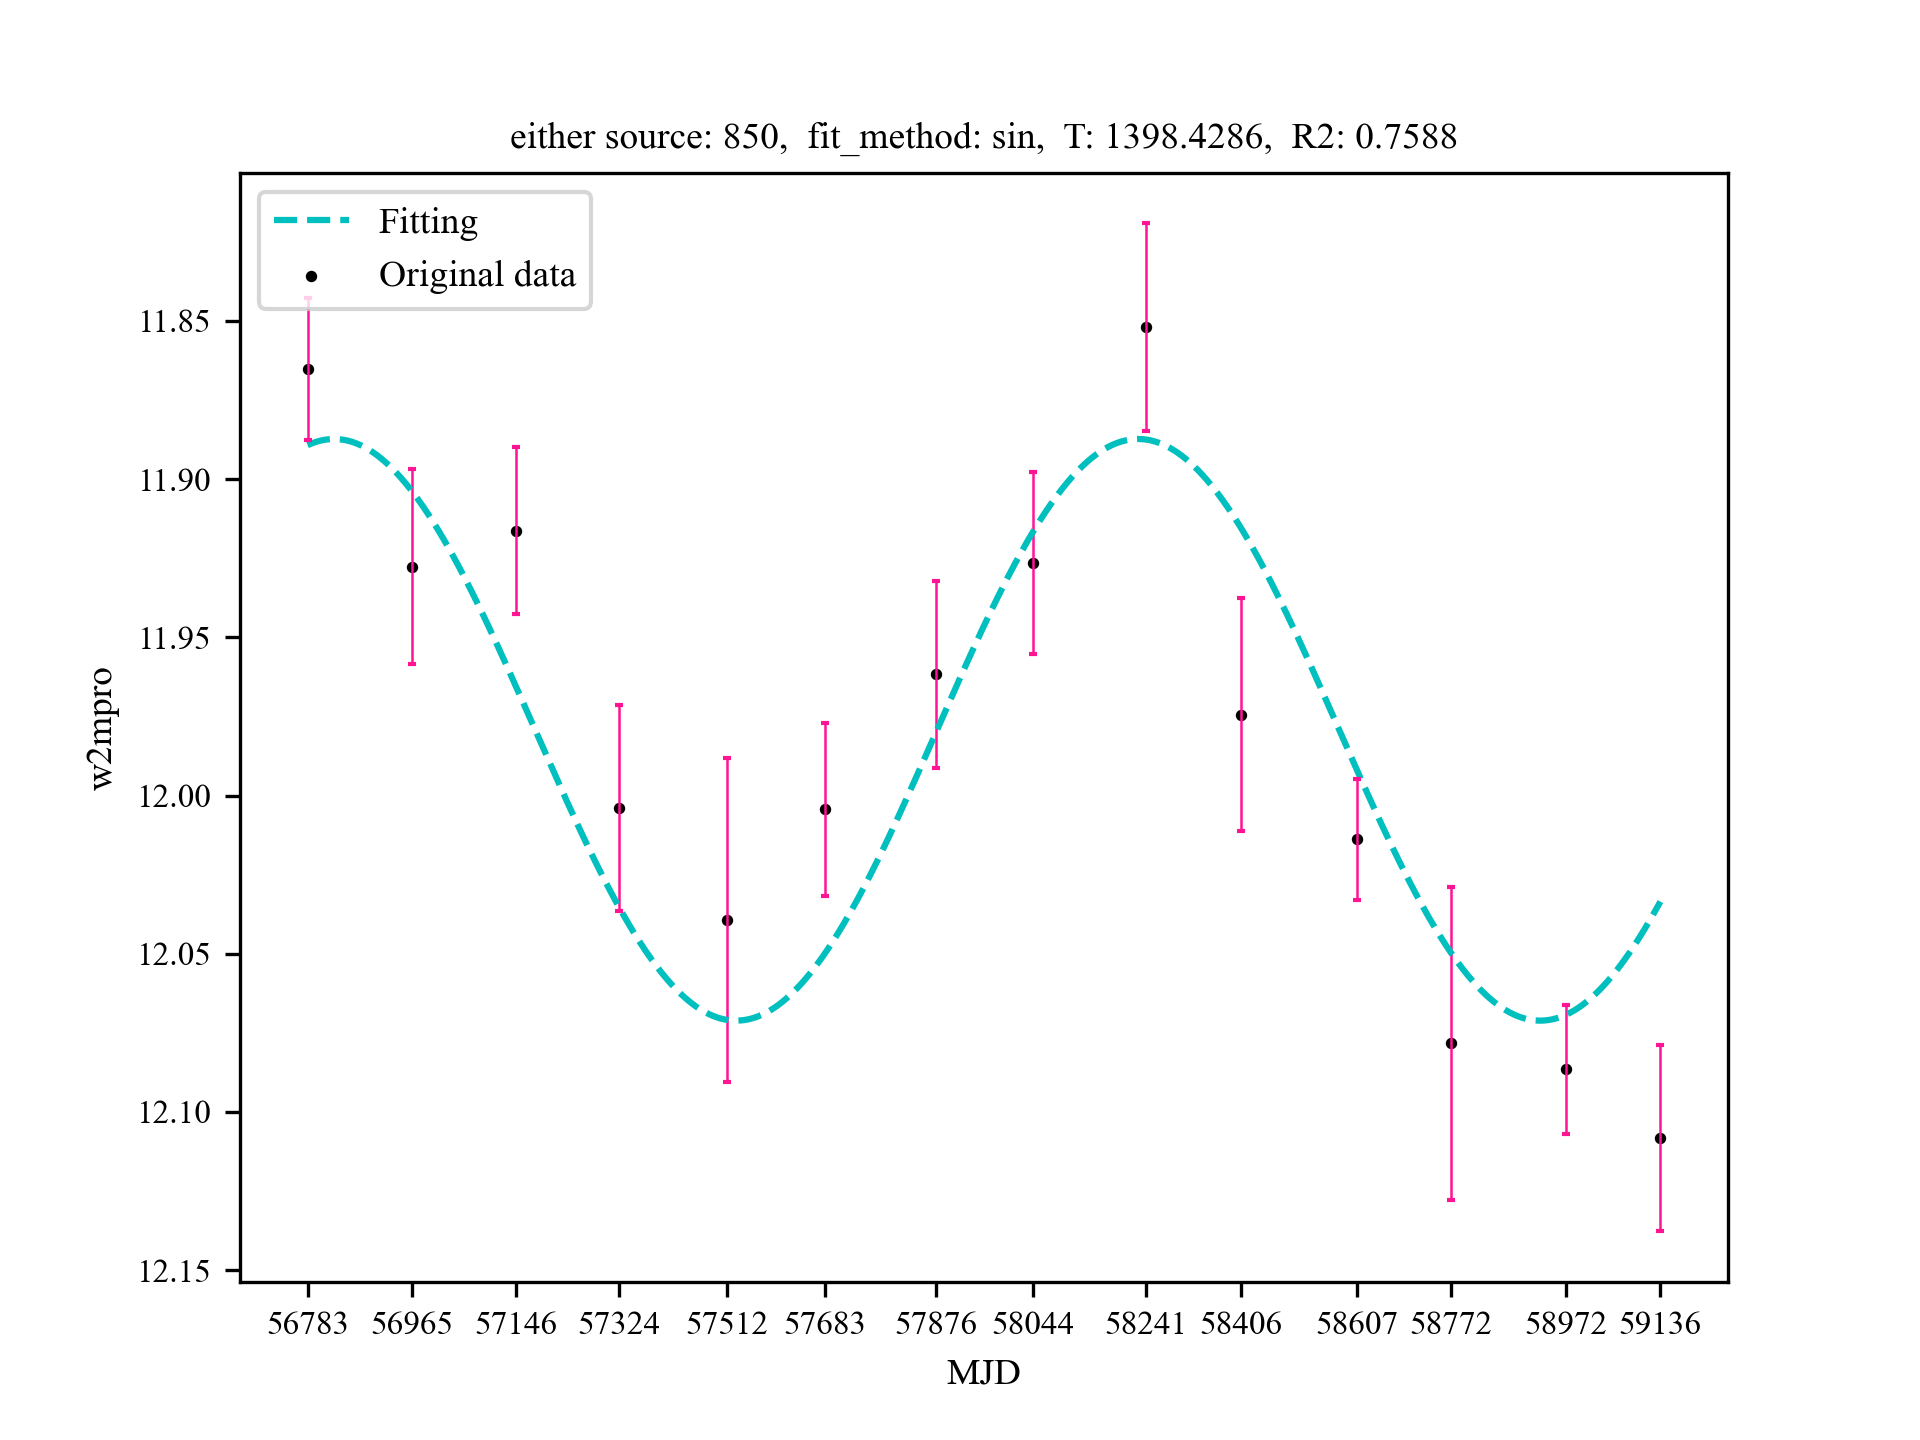 either source: 850,  fit_method: sin,  T: 1398.4286,  R2: 0.7588
Fitting
Original data
11.85
11.90
11.95
12.00
12.05
12.10
12.15
w2mpro
56783 56965 57146 57324 57512 57683 57876 58044 58241 58406 58607 58772 58972 59136
MJD